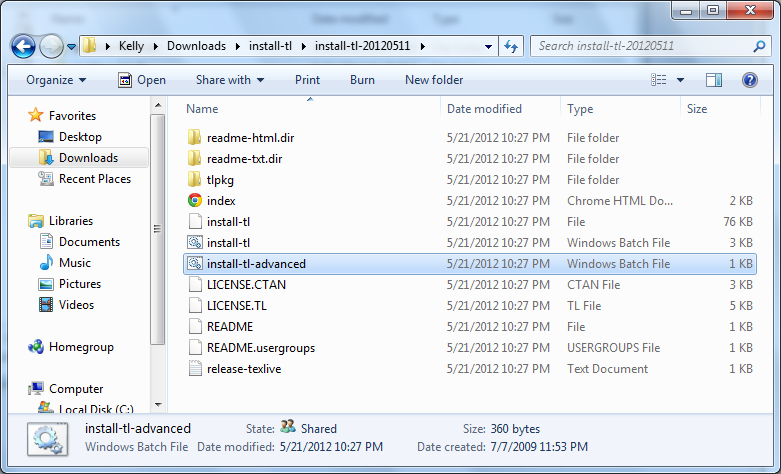 Kelly Downloads install-tl install-tl-20120511 Search install-tl-20120511
Organize Open Share with Print Burn New folder
Name Date modified Type Size
Favorites
Desktop
Downloads
Recent Places
Libraries
Documents
Music
Pictures
Videos
Homegroup
Computer
Local Disk (C:)
readme-html.dir 5/21/2012 10:27 PM File folder
readme-txt.dir 5/21/2012 10:27 PM File folder
tlpkg 5/21/2012 10:27 PM File folder
index 5/21/2012 10:27 PM Chrome HTML Do... 2 KB
install-tl 5/21/2012 10:27 PM File 76 KB
install-tl 5/21/2012 10:27 PM Windows Batch File 3 KB
install-tl-advanced 5/21/2012 10:27 PM Windows Batch File 1 KB
LICENSE.CTAN 5/21/2012 10:27 PM CTAN File 3 KB
LICENSE.TL 5/21/2012 10:27 PM TL File 5 KB
README 5/21/2012 10:27 PM File 1 KB
README.usergroups 5/21/2012 10:27 PM USERGROUPS File 1 KB
release-texlive 5/21/2012 10:27 PM Text Document 1 KB
install-tl-advanced State: Shared Size: 360 bytes
Windows Batch File Date modified: 5/21/2012 10:27 PM Date created: 7/7/2009 11:53 PM